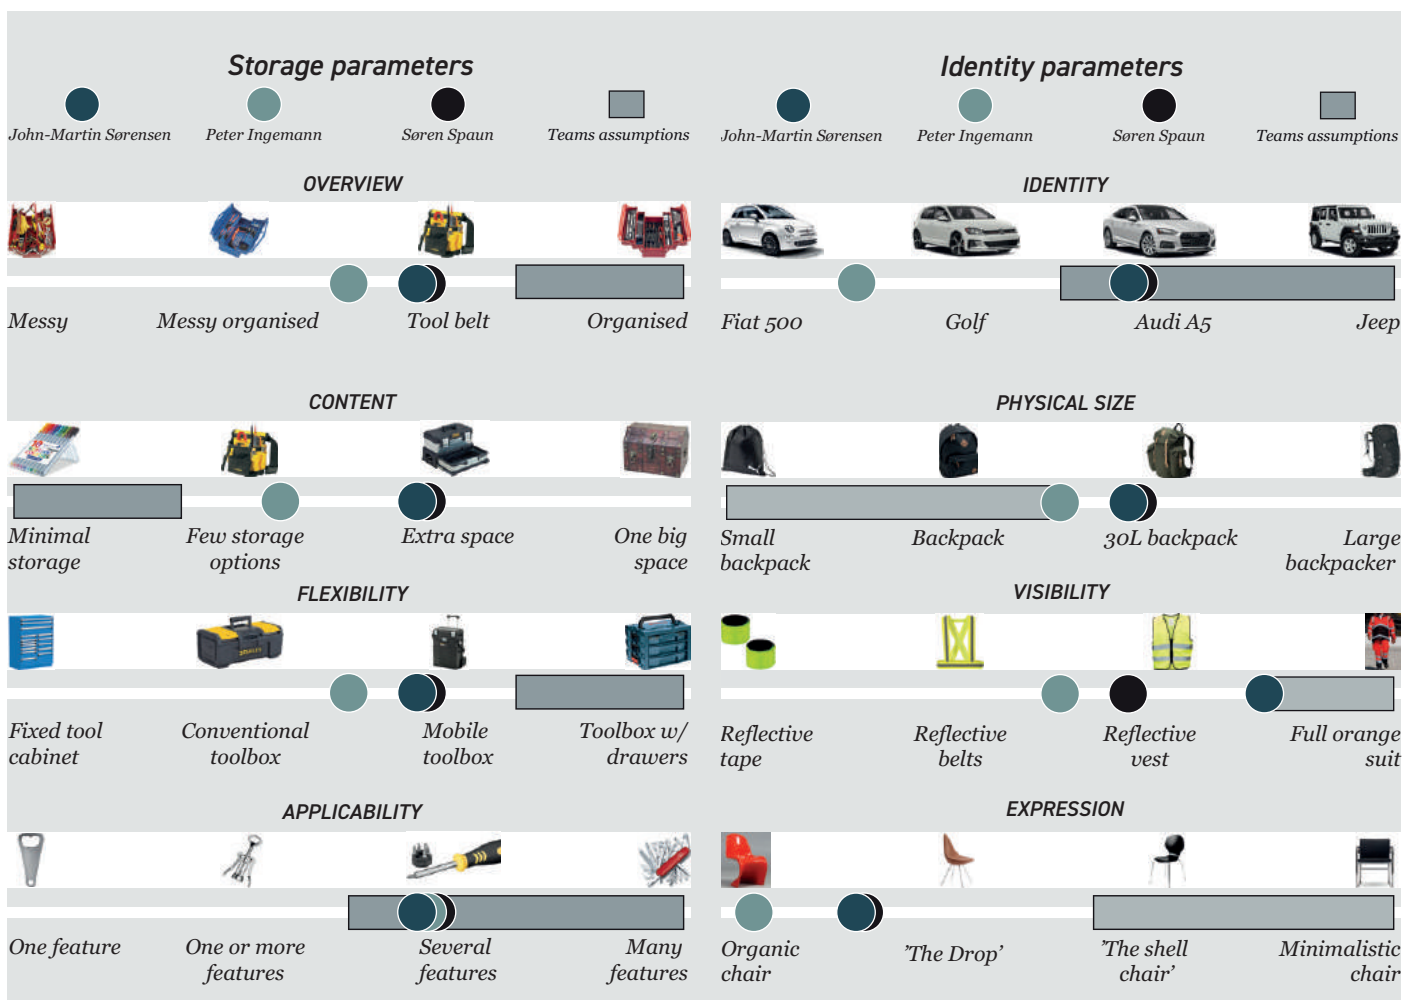 Storage parameters
John-Martin Sørensen
Peter Ingemann
Søren Spaun
Teams assumptions
OVERVIEW
Messy
Messy organised
Tool belt
Organised
CONTENT
Minimal
storage
Few storage
options
Extra space
One big
space
FLEXIBILITY
Fixed tool
cabinet
Conventional
toolbox
Mobile
toolbox
Toolbox w/
drawers
APPLICABILITY
One feature
One or more
features
Several
features
Many
features
Identity parameters
John-Martin Sørensen
Peter Ingemann
Søren Spaun
Teams assumptions
IDENTITY
Fiat 500
Golf
Audi A5
Jeep
PHYSICAL SIZE
Small
backpack
Backpack
30L backpack
Large
backpacker
VISIBILITY
Reflective
tape
Reflective
belts
Reflective
vest
Full orange
suit
EXPRESSION
Organic
chair
'The Drop'
'The shell
chair'
Minimalistic
chair